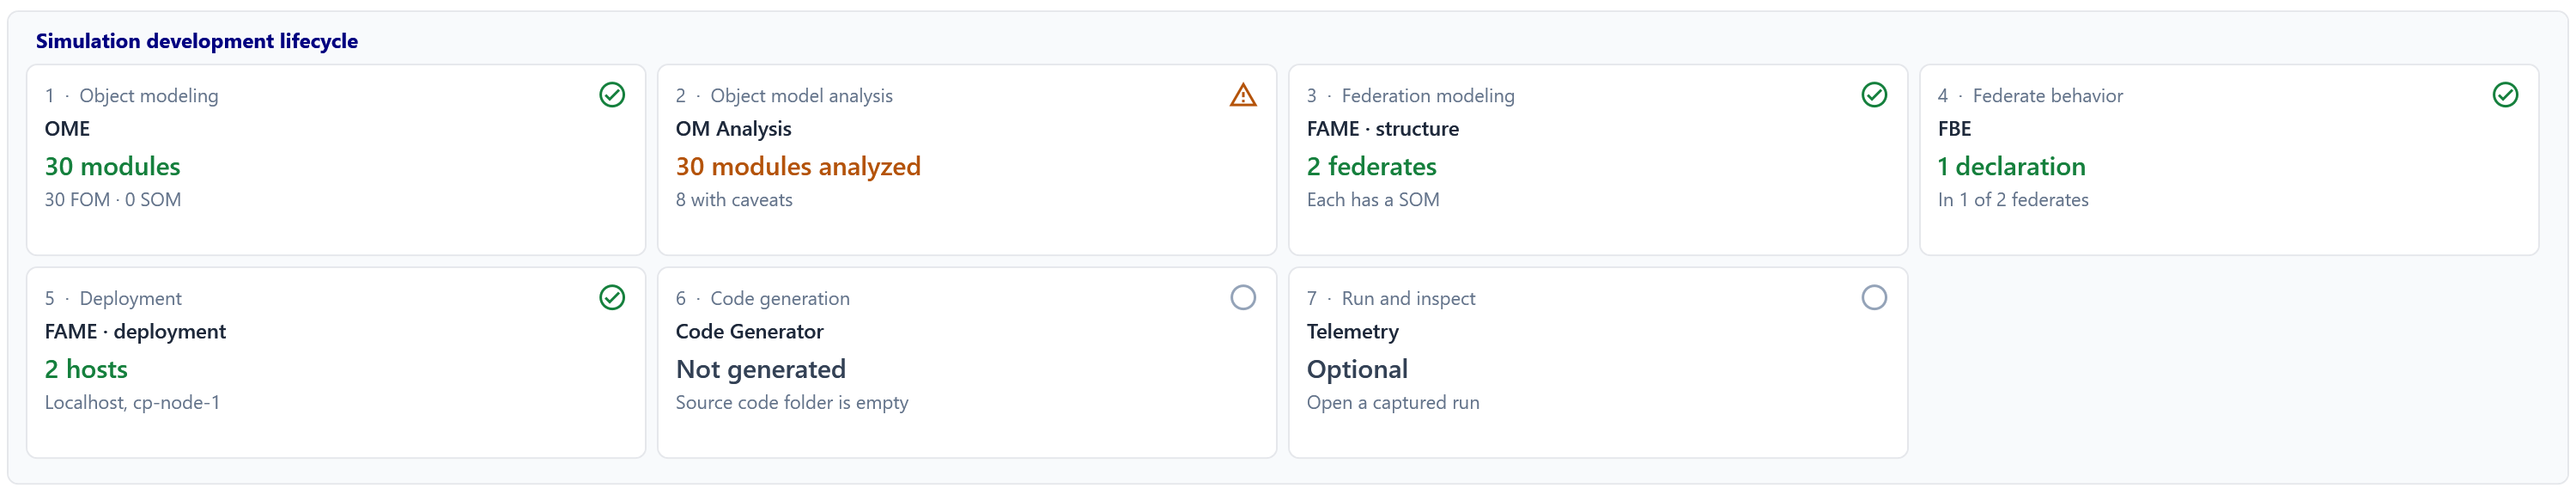 Simulation development lifecycle
1 · Object modeling
OME
30 modules
30 FOM · 0 SOM
2 · Object model analysis
OM Analysis
30 modules analyzed
8 with caveats
3 · Federation modeling
FAME · structure
2 federates
Each has a SOM
4 · Federate behavior
FBE
1 declaration
In 1 of 2 federates
5 · Deployment
FAME · deployment
2 hosts
Localhost, cp-node-1
6 · Code generation
Code Generator
Not generated
Source code folder is empty
7 · Run and inspect
Telemetry
Optional
Open a captured run